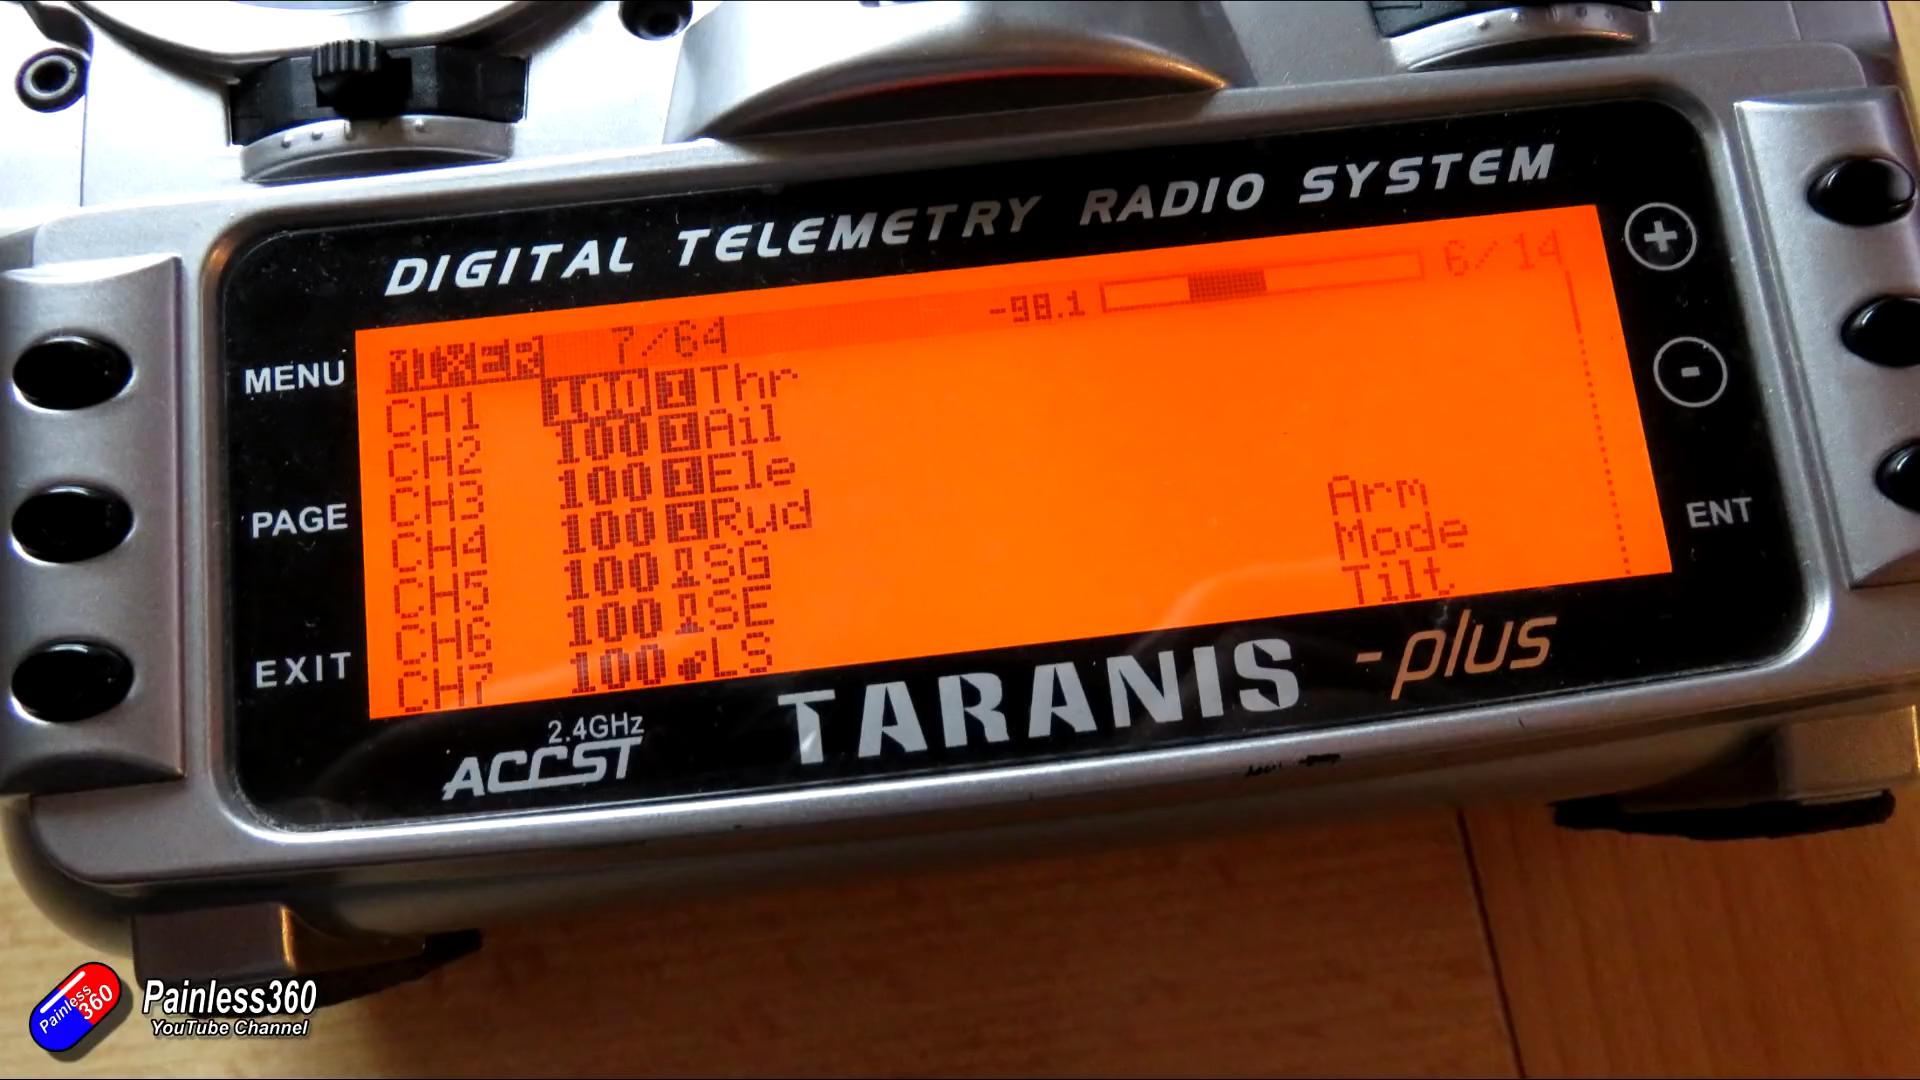 DIGITAL TELEMETRY RADIO SYSTEM
MIXER 7/64 -98.1 6/14
CH1 100 Thr
CH2 100 Ail
CH3 100 Ele
CH4 100 Rud
CH5 100 SG Arm
CH6 100 SE Mode
CH7 100 LS Tilt
MENU
PAGE
EXIT
+
-
ENT
2.4GHz
ACCST
TARANIS -plus
Painless360
Painless360
YouTube Channel